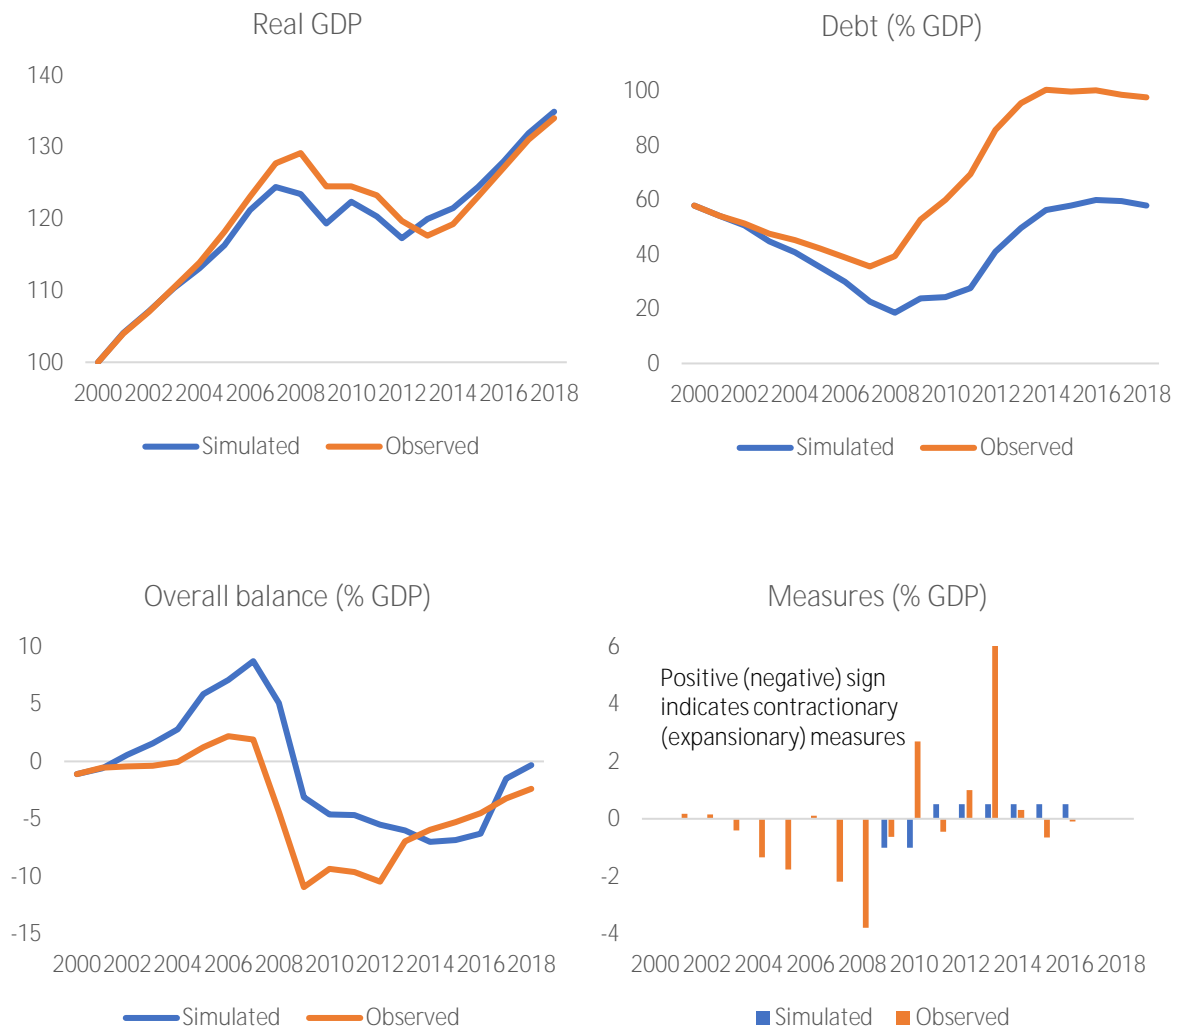 Real GDP
140
130
120
110
100
2000 2002 2004 2006 2008 2010 2012 2014 2016 2018
Simulated Observed
Debt (% GDP)
100
80
60
40
20
0
2000 2002 2004 2006 2008 2010 2012 2014 2016 2018
Simulated Observed
Overall balance (% GDP)
10
5
0
-5
-10
-15
2000 2002 2004 2006 2008 2010 2012 2014 2016 2018
Simulated Observed
Measures (% GDP)
Positive (negative) sign
indicates contractionary
(expansionary) measures
6
4
2
0
-2
-4
2000 2002 2004 2006 2008 2010 2012 2014 2016 2018
Simulated Observed